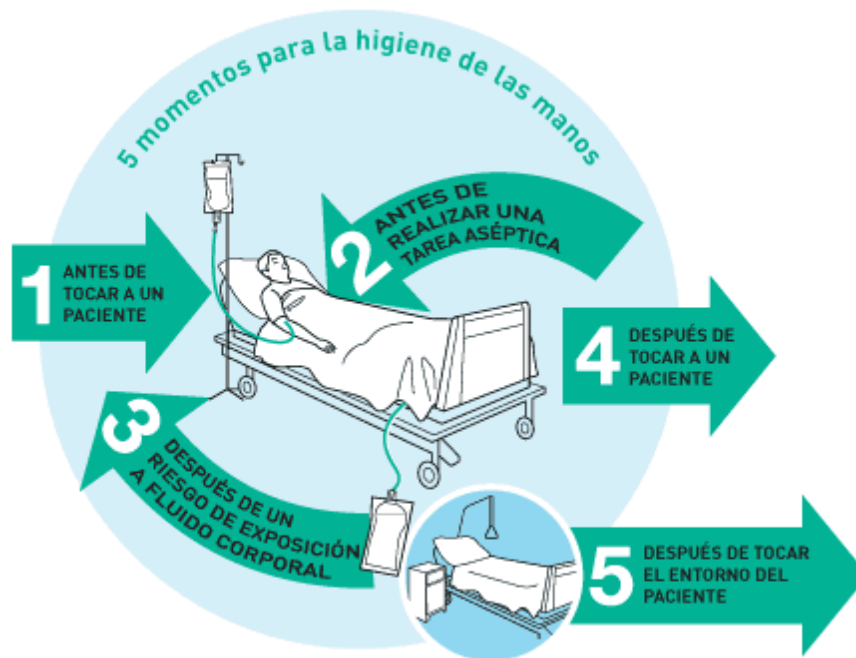 5 momentos para la higiene de las manos
1
ANTES DE
TOCAR A UN
PACIENTE
2
ANTES DE
REALIZAR UNA
TAREA ASÉPTICA
3
DESPUÉS DE UN
RIESGO DE EXPOSICIÓN
A FLUIDO CORPORAL
4
DESPUÉS DE
TOCAR A UN
PACIENTE
5
DESPUÉS DE TOCAR
EL ENTORNO DEL
PACIENTE